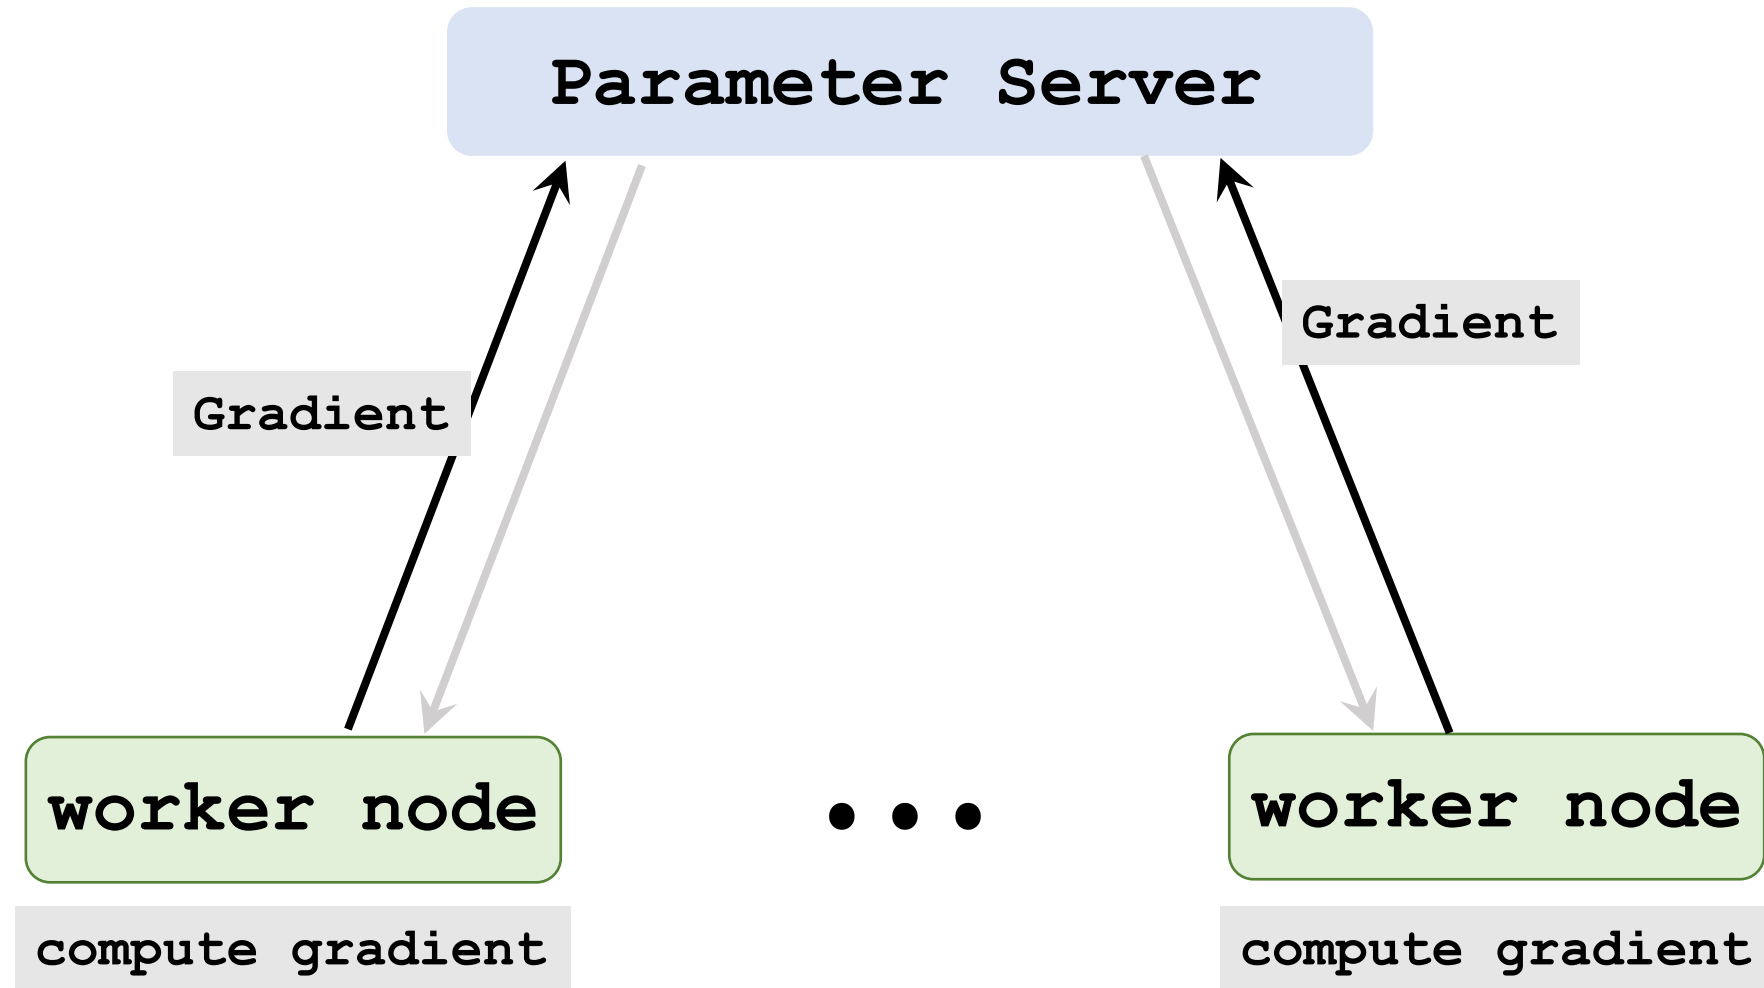 Parameter Server
Gradient
Gradient
worker node
...
worker node
compute gradient
compute gradient